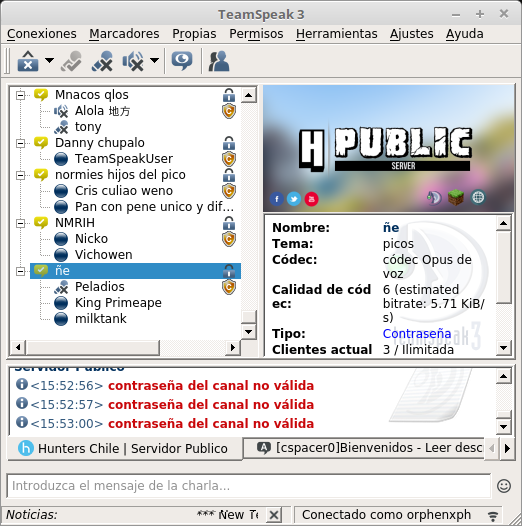 TeamSpeak 3
Conexiones Marcadores Propias Permisos Herramientas Ajustes Ayuda
Mnacos qlos
Alola 地方
tony
Danny chupalo
TeamSpeakUser
normies hijos del pico
Cris culiao weno
Pan con pene unico y dif...
NMRIH
Nicko
Vichowen
ñe
Peladios
King Primeape
milktank
H PUBLIC
SERVER
Nombre: ñe
Tema: picos
Códec: códec Opus de
voz
Calidad de cód 6 (estimated
ec: bitrate: 5.71 KiB/
s)
Tipo: Contraseña
Clientes actual 3 / Ilimitada
Servidor Publico
<15:52:56> contraseña del canal no válida
<15:52:57> contraseña del canal no válida
<15:53:00> contraseña del canal no válida
Hunters Chile | Servidor Publico
[cspacer0]Bienvenidos - Leer desc
Introduzca el mensaje de la charla...
Noticias: *** New Te
Conectado como orphenxph